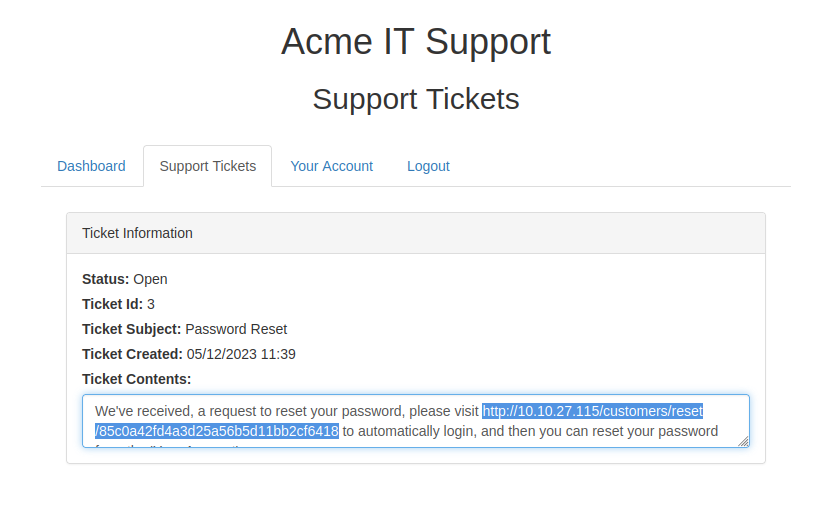 Acme IT Support
Support Tickets
Dashboard Support Tickets Your Account Logout
Ticket Information
Status: Open
Ticket Id: 3
Ticket Subject: Password Reset
Ticket Created: 05/12/2023 11:39
Ticket Contents:
We've received, a request to reset your password, please visit http://10.10.27.115/customers/reset
/85c0a42fd4a3d25a56b5d11bb2cf6418 to automatically login, and then you can reset your password